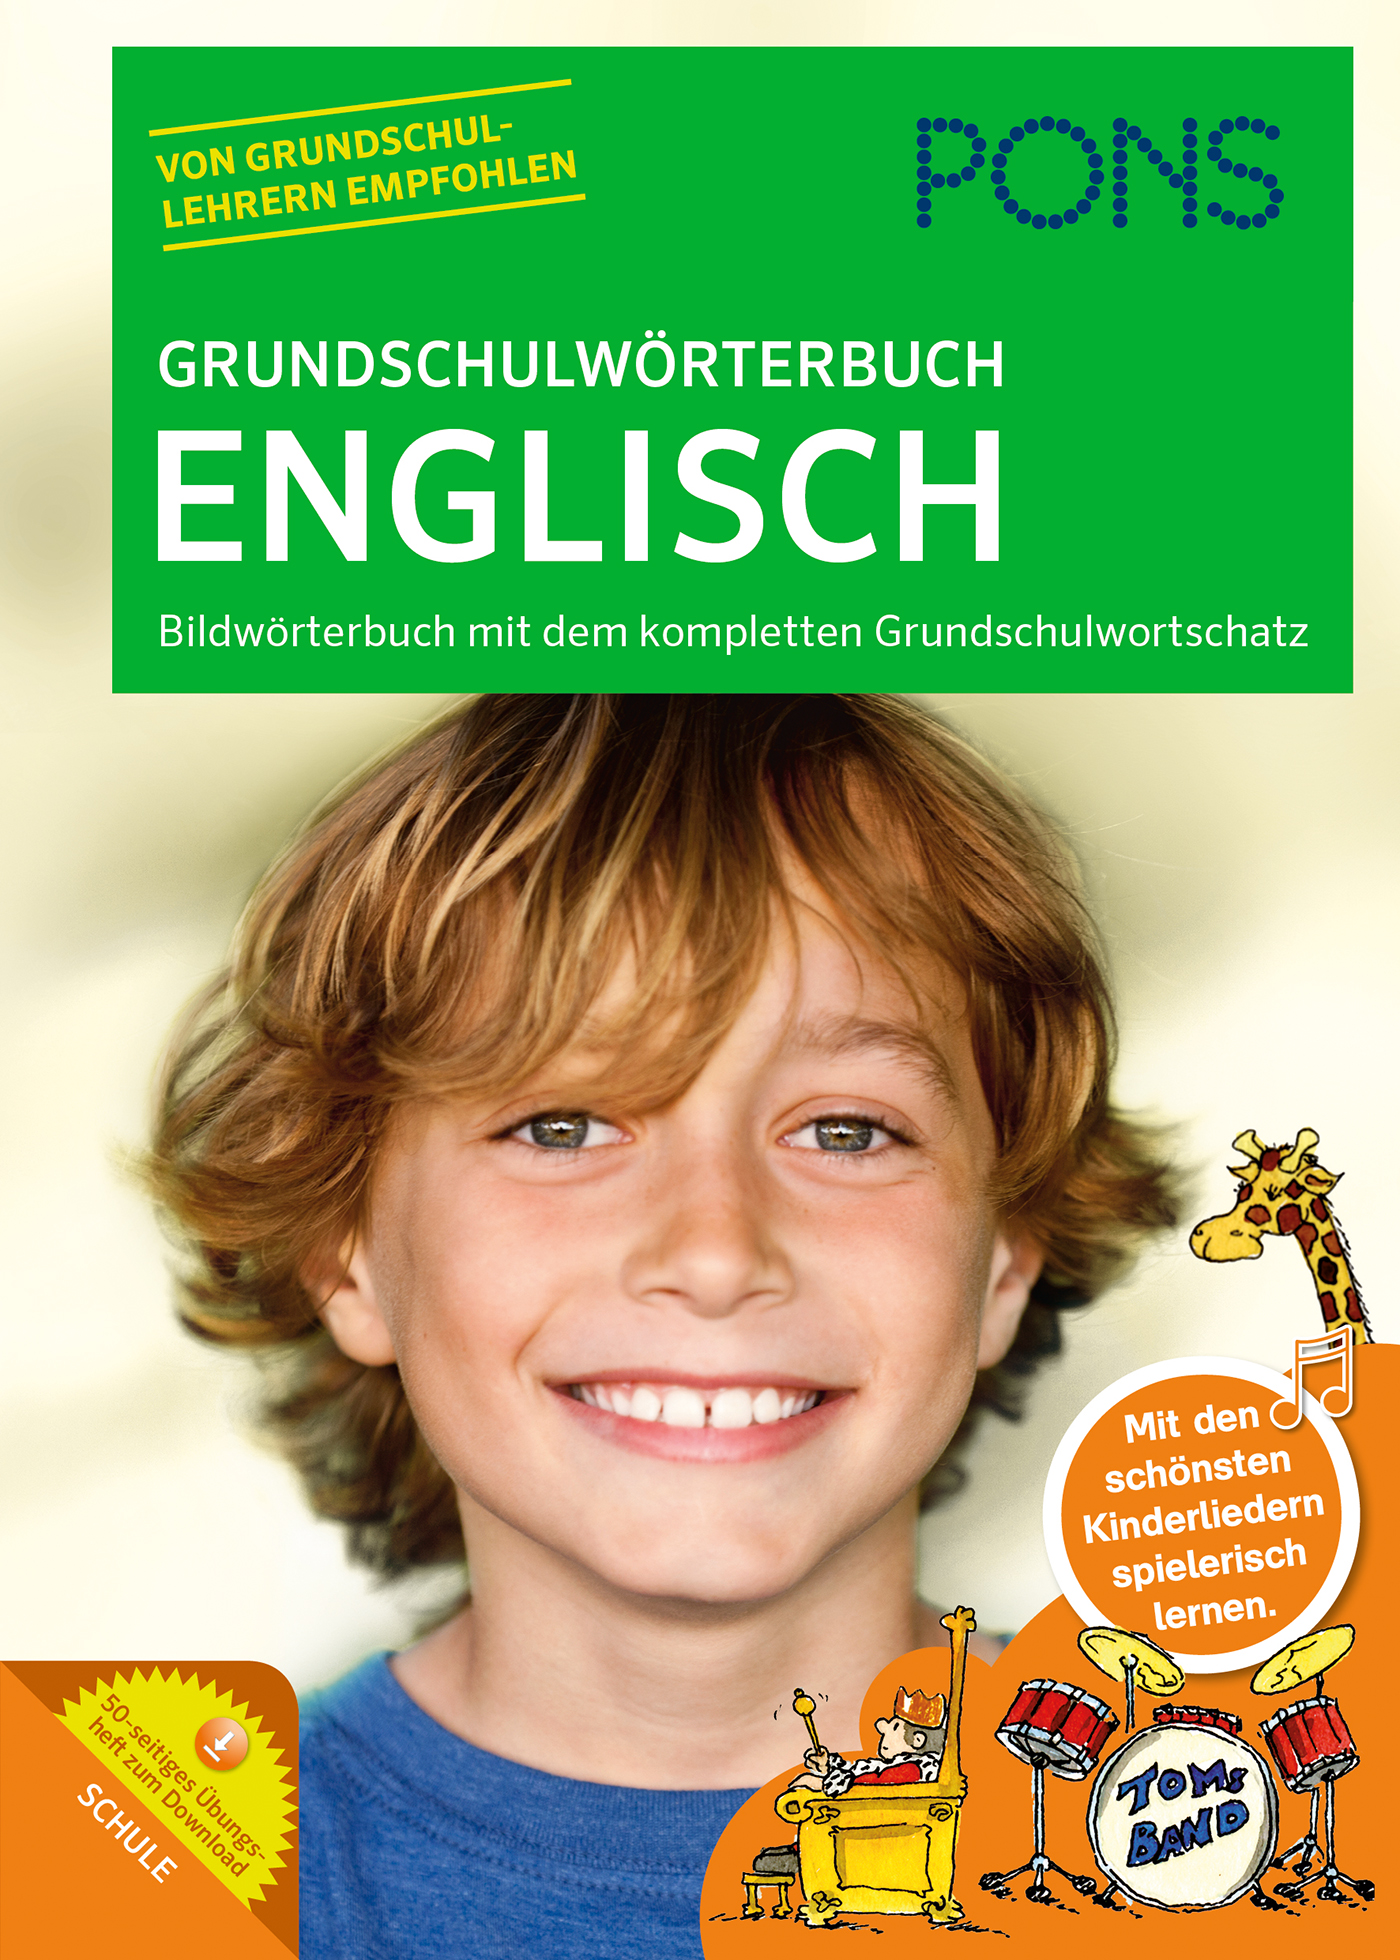 VON GRUNDSCHUL-
LEHRERN EMPFOHLEN
PONS
GRUNDSCHULWÖRTERBUCH
ENGLISCH
Bildwörterbuch mit dem kompletten Grundschulwortschatz
Mit den
schönsten
Kinderliedern
spielerisch
lernen.
TOMS
BAND
50-seitiges Übungs-
heft zum Download
SCHULE